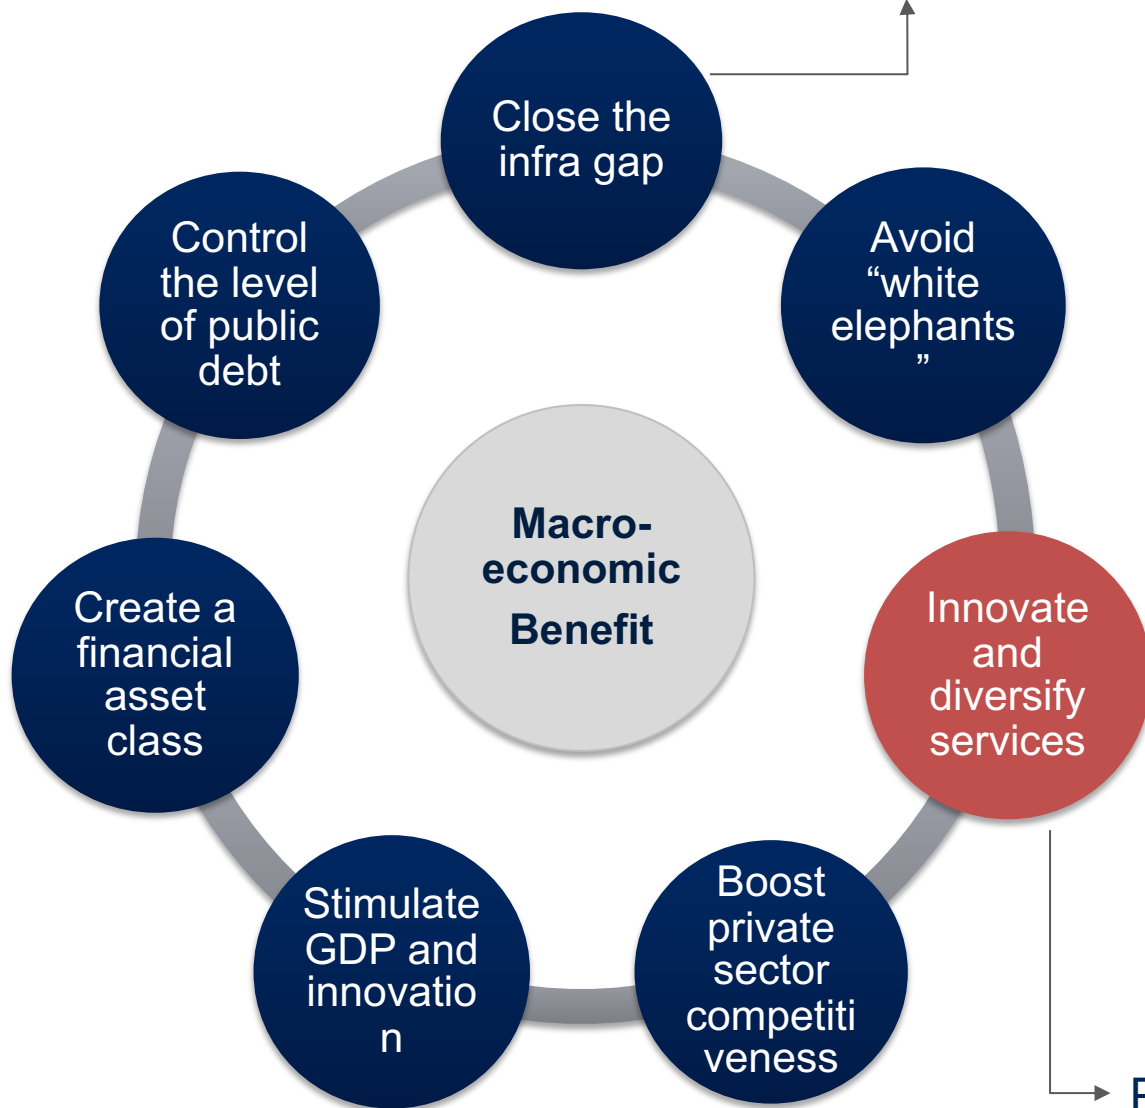 Close the
infra gap
Avoid
“white
elephants
”
Innovate
and
diversify
services
Boost
private
sector
competiti
veness
Stimulate
GDP and
innovatio
n
Create a
financial
asset
class
Control
the level
of public
debt
Macro-
economic
Benefit